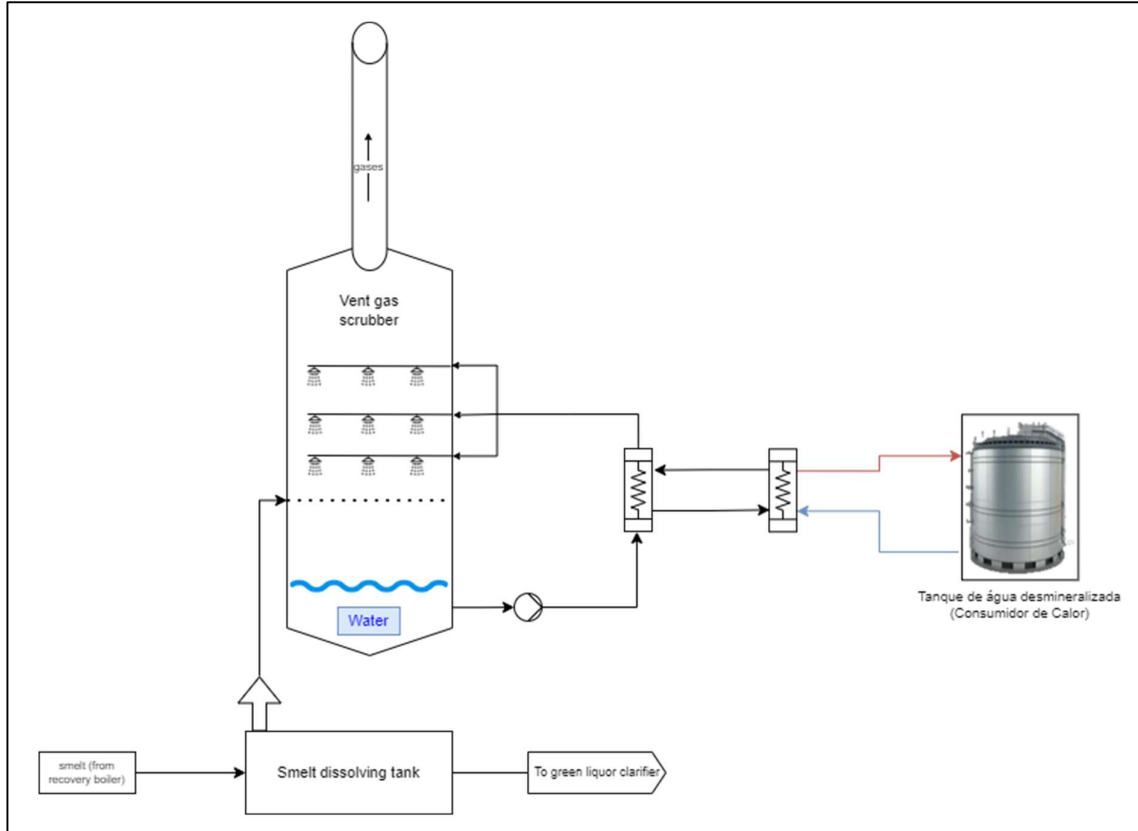 gases
Vent gas
scrubber
Water
Tanque de água desmineralizada
(Consumidor de Calor)
smelt (from
recovery boiler)
Smelt dissolving tank
To green liquor clarifier